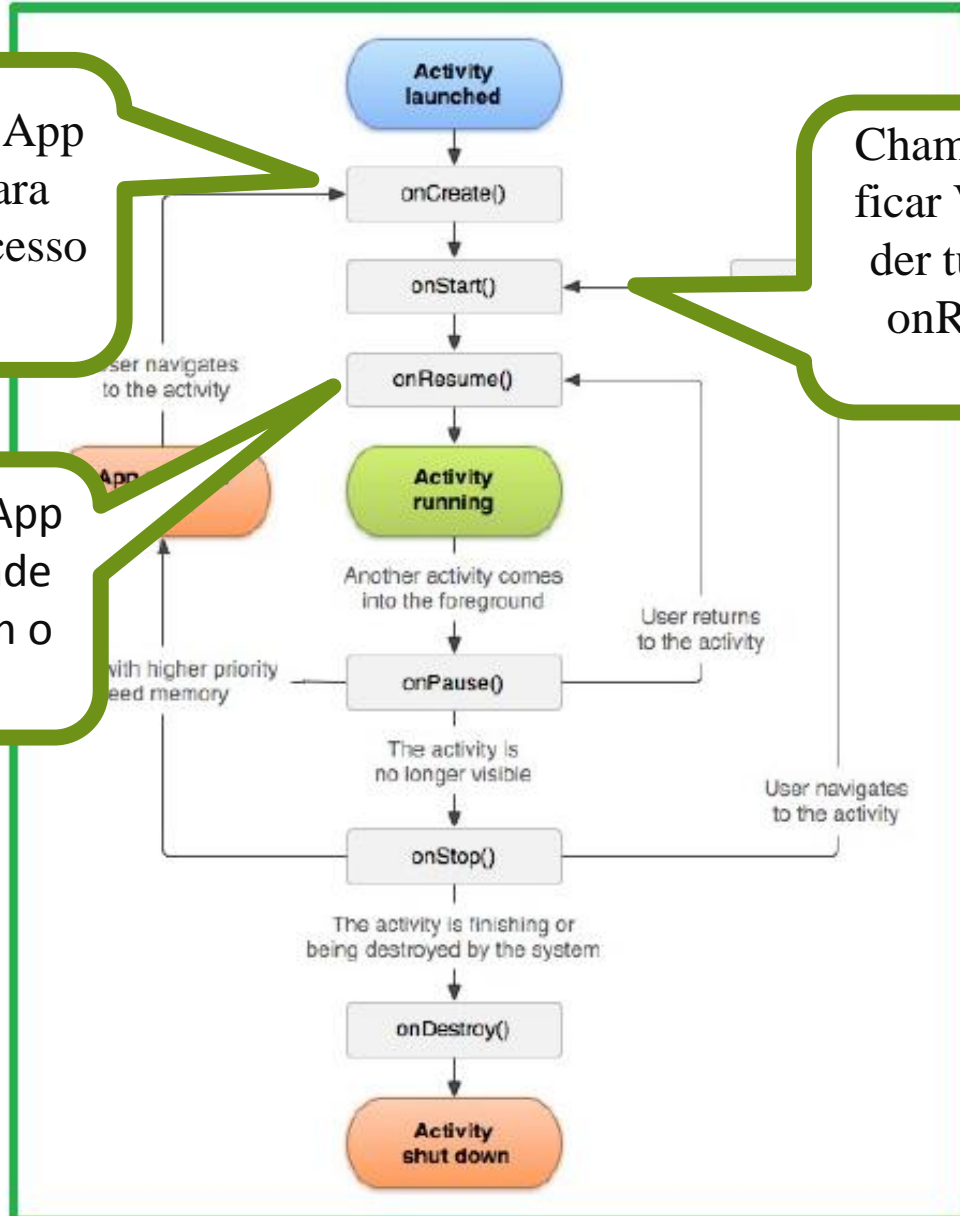 Activity
launched
App
ara
cesso
onCreate()
Cham
ficar
der tu
onR
onStart()
ser navigates
to the activity
onResume()
App
Activity
running
App
de
o
Another activity comes
into the foreground
User returns
to the activity
with higher priority
eed memory
onPause()
The activity is
no longer visible
User navigates
to the activity
onStop()
The activity is finishing or
being destroyed by the system
onDestroy()
Activity
shut down